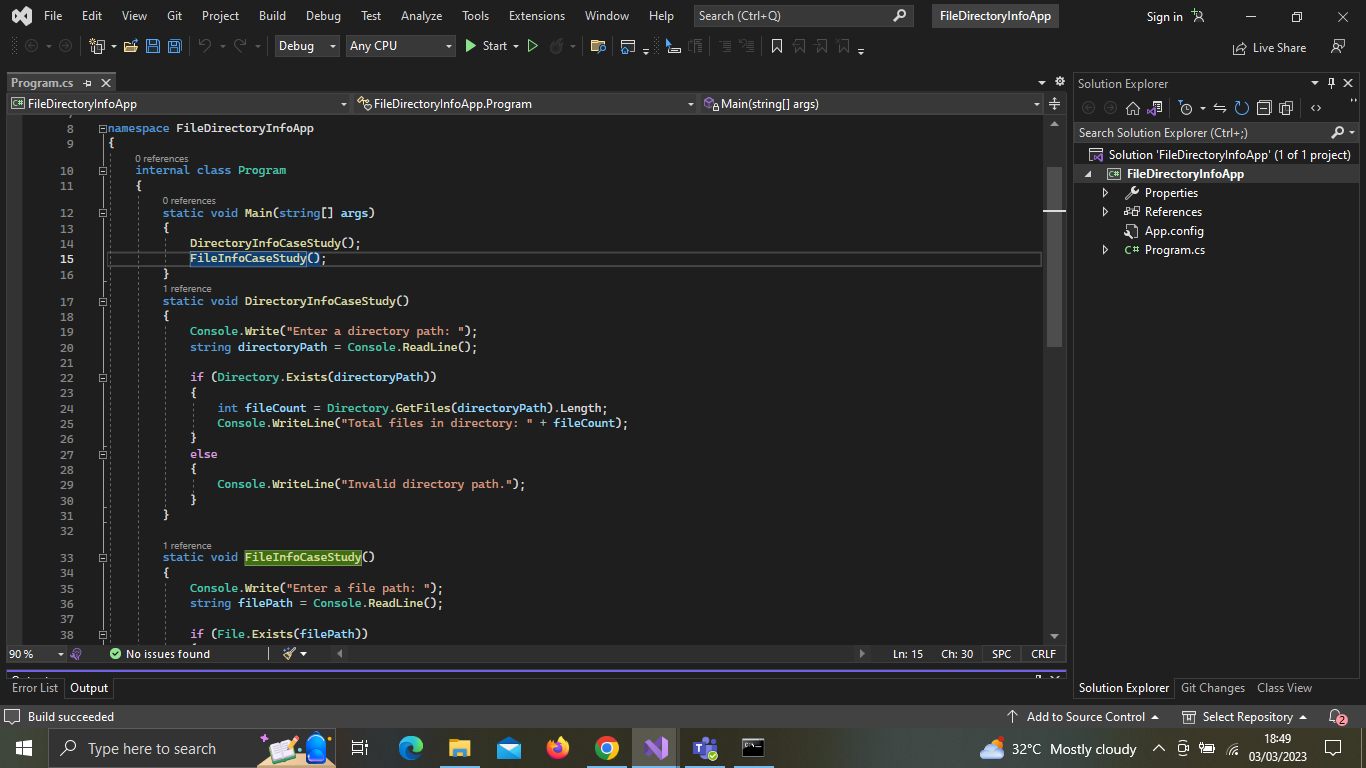 File Edit View Git Project Build Debug Test Analyze Tools Extensions Window Help Search (Ctrl+Q) FileDirectoryInfoApp Sign in
Debug Any CPU Start Live Share
Program.cs
FileDirectoryInfoApp FileDirectoryInfoApp.Program Main(string[] args)
8 namespace FileDirectoryInfoApp
9 {
0 references
10 internal class Program
11 {
0 references
12 static void Main(string[] args)
13 {
14 DirectoryInfoCaseStudy();
15 FileInfoCaseStudy();
16 }
1 reference
17 static void DirectoryInfoCaseStudy()
18 {
19 Console.Write("Enter a directory path: ");
20 string directoryPath = Console.ReadLine();
21
22 if (Directory.Exists(directoryPath))
23 {
24 int fileCount = Directory.GetFiles(directoryPath).Length;
25 Console.WriteLine("Total files in directory: " + fileCount);
26 }
27 else
28 {
29 Console.WriteLine("Invalid directory path.");
30 }
31 }
32
1 reference
33 static void FileInfoCaseStudy()
34 {
35 Console.Write("Enter a file path: ");
36 string filePath = Console.ReadLine();
37
38 if (File.Exists(filePath))
90 % No issues found Ln: 15 Ch: 30 SPC CRLF
Error List Output
Solution Explorer
Search Solution Explorer (Ctrl+;)
Solution 'FileDirectoryInfoApp' (1 of 1 project)
C# FileDirectoryInfoApp
Properties
References
App.config
C# Program.cs
Solution Explorer Git Changes Class View
Build succeeded Add to Source Control Select Repository 2
Type here to search 32°C Mostly cloudy 18:49
03/03/2023